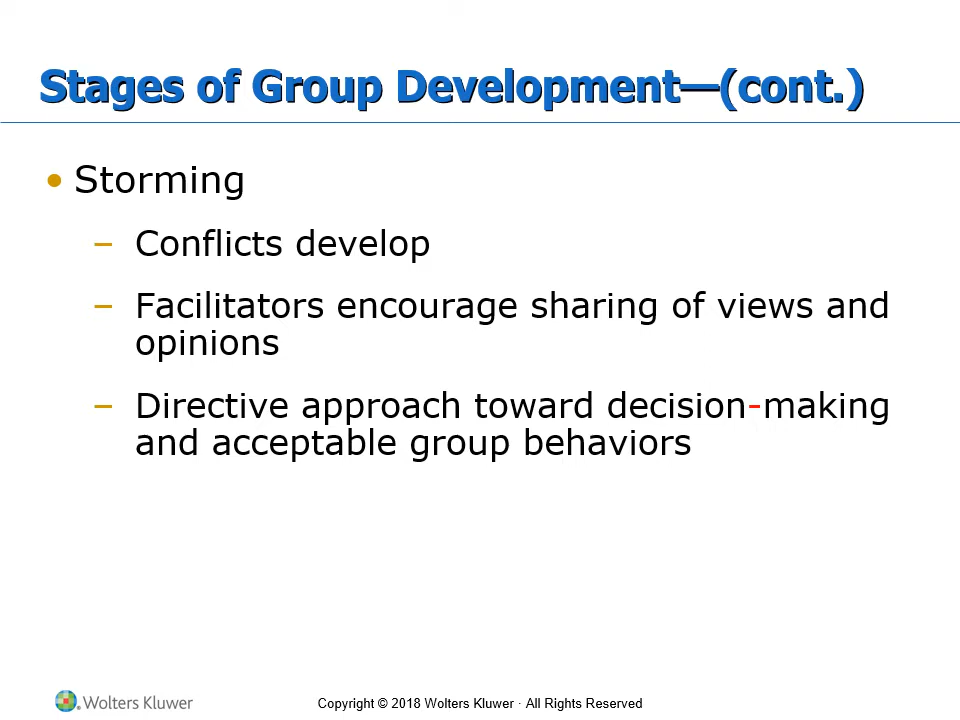 Stages of Group Development—(cont.)
• Storming
– Conflicts develop
– Facilitators encourage sharing of views and
opinions
– Directive approach toward decision-making
and acceptable group behaviors
Wolters Kluwer
Copyright © 2018 Wolters Kluwer · All Rights Reserved